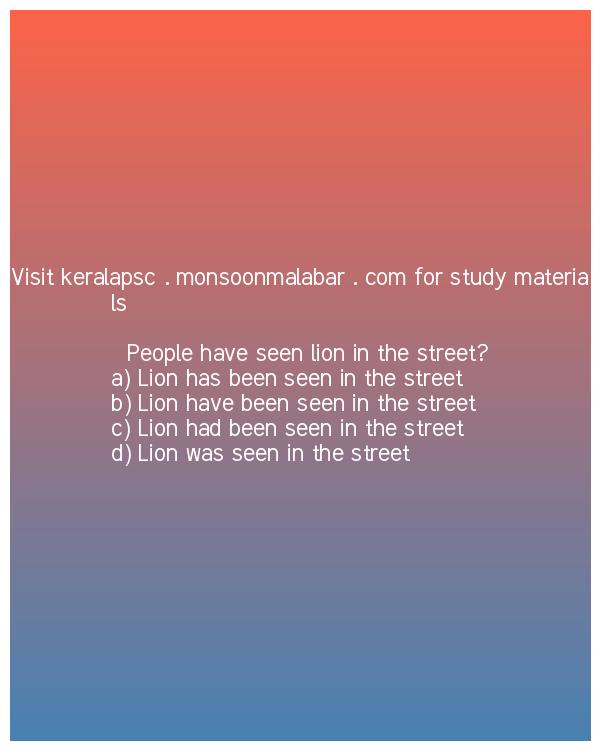 Visit keralapsc . monsoonmalabar . com for study materia
ls
People have seen lion in the street?
a) Lion has been seen in the street
b) Lion have been seen in the street
c) Lion had been seen in the street
d) Lion was seen in the street